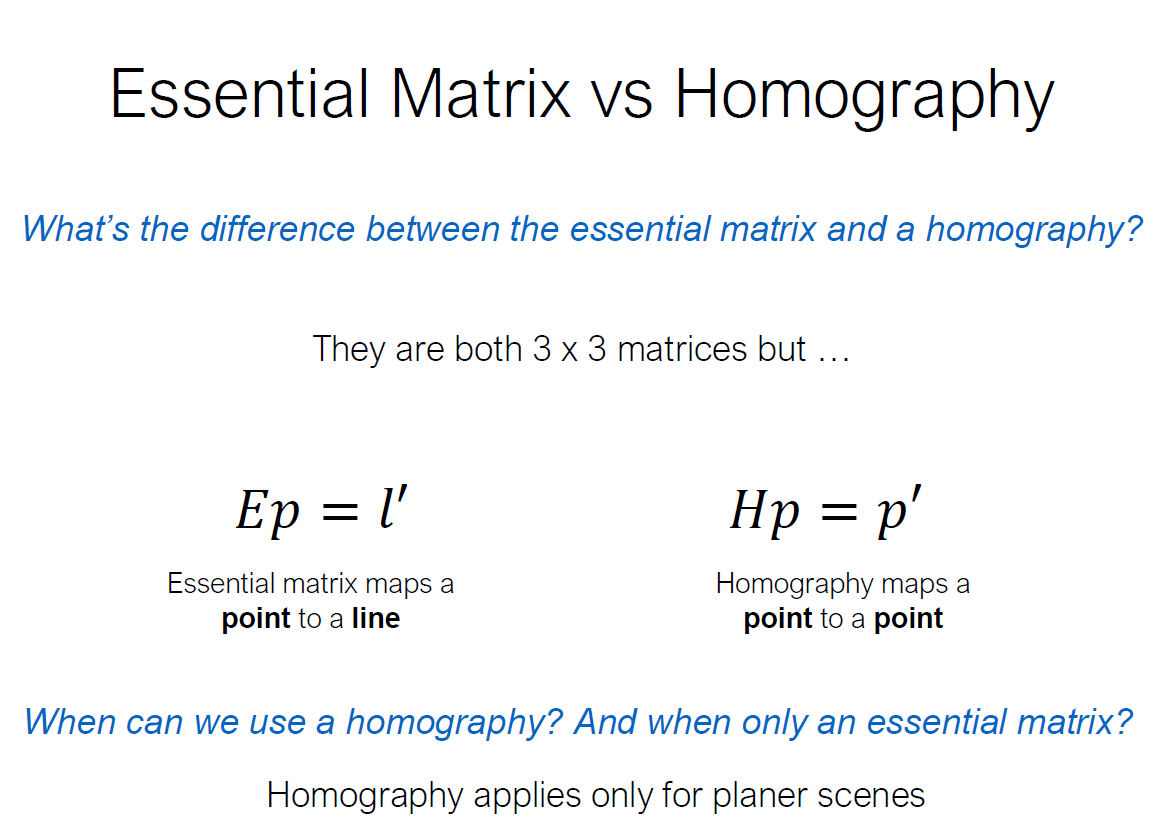 Essential Matrix vs Homography
What's the difference between the essential matrix and a homography?
They are both 3 x 3 matrices but …
Ep = l′
Essential matrix maps a
point to a line
Hp = p′
Homography maps a
point to a point
When can we use a homography? And when only an essential matrix?
Homography applies only for planer scenes